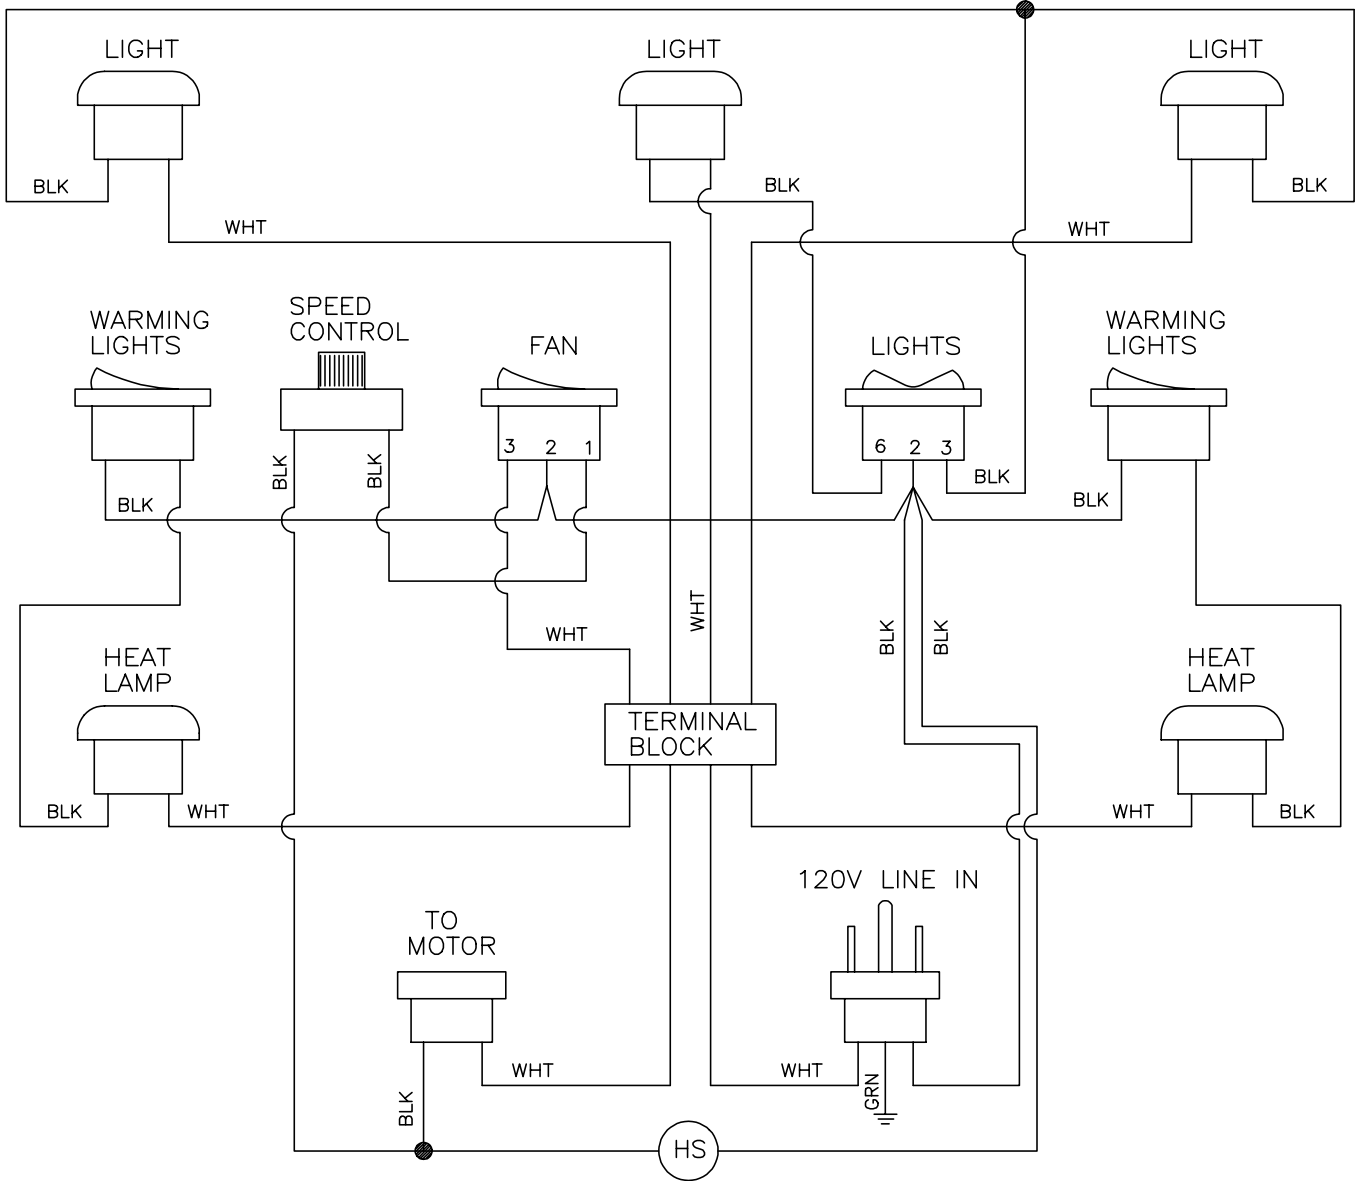 LIGHT
LIGHT
LIGHT
BLK
BLK
BLK
WHT
WHT
WARMING
LIGHTS
SPEED
CONTROL
FAN
LIGHTS
WARMING
LIGHTS
3 2 1
6 2 3
BLK
BLK
BLK
BLK
BLK
BLK
WHT
WHT
BLK
BLK
HEAT
LAMP
HEAT
LAMP
TERMINAL
BLOCK
BLK
WHT
WHT
BLK
120V LINE IN
TO
MOTOR
WHT
WHT
GRN
BLK
HS